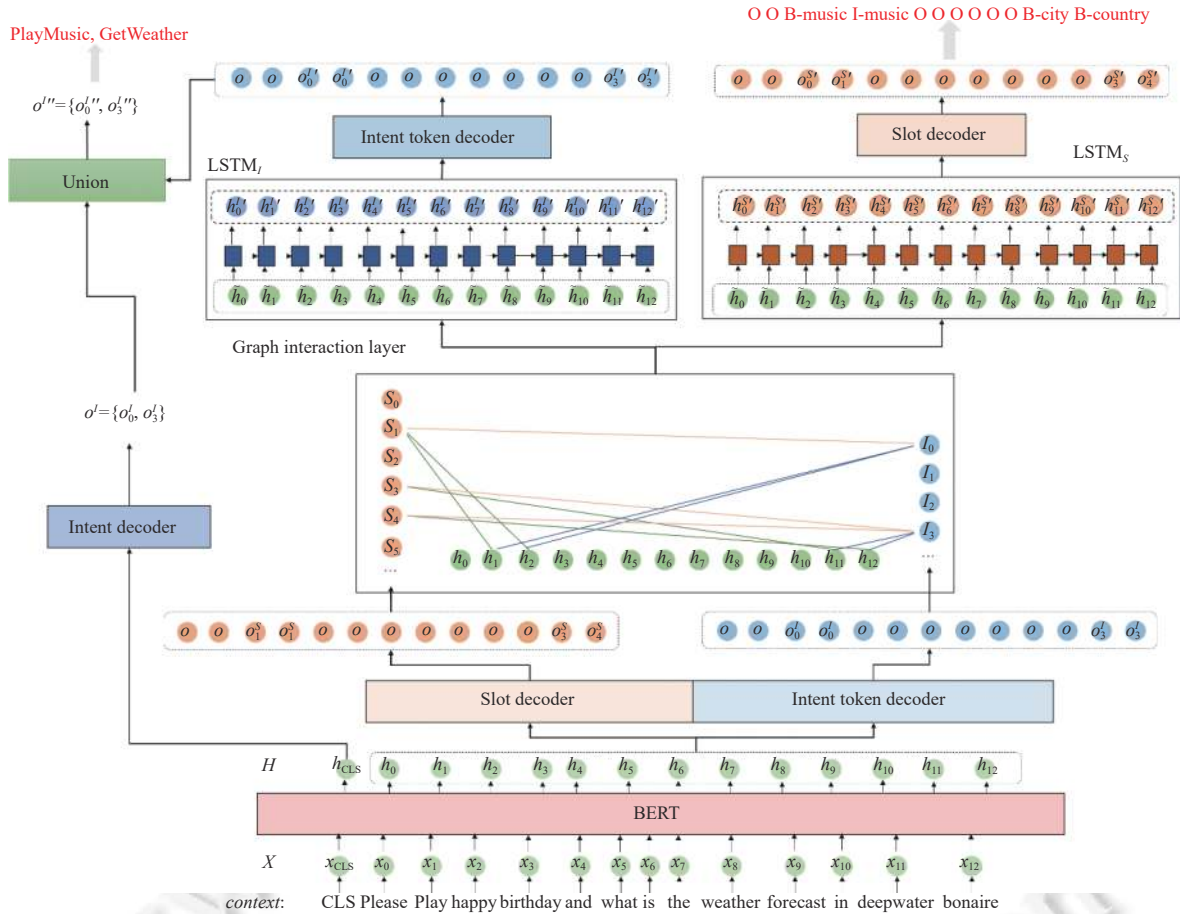 O O B-music I-music O O O O O O B-city B-country
PlayMusic, GetWeather
o o o₀ᴵ′ o₀ᴵ′ o o o o o o o o₃ᴵ′ o₃ᴵ′
o o o₀ˢ′ o₁ˢ′ o o o o o o o o₃ˢ′ o₄ˢ′
oᴵ″={o₀ᴵ″, o₃ᴵ″}
Intent token decoder
Slot decoder
LSTM_I
LSTM_S
Union
h₀ᴵ′ h₁ᴵ′ h₂ᴵ′ h₃ᴵ′ h₄ᴵ′ h₅ᴵ′ h₆ᴵ′ h₇ᴵ′ h₈ᴵ′ h₉ᴵ′ h₁₀ᴵ′ h₁₁ᴵ′ h₁₂ᴵ′
h₀ˢ′ h₁ˢ′ h₂ˢ′ h₃ˢ′ h₄ˢ′ h₅ˢ′ h₆ˢ′ h₇ˢ′ h₈ˢ′ h₉ˢ′ h₁₀ˢ′ h₁₁ˢ′ h₁₂ˢ′
h̃₀ h̃₁ h̃₂ h̃₃ h̃₄ h̃₅ h̃₆ h̃₇ h̃₈ h̃₉ h̃₁₀ h̃₁₁ h̃₁₂
h̃₀ h̃₁ h̃₂ h̃₃ h̃₄ h̃₅ h̃₆ h̃₇ h̃₈ h̃₉ h̃₁₀ h̃₁₁ h̃₁₂
Graph interaction layer
S₀
S₁
S₂
S₃
S₄
S₅
...
I₀
I₁
I₂
I₃
...
h₀ h₁ h₂ h₃ h₄ h₅ h₆ h₇ h₈ h₉ h₁₀ h₁₁ h₁₂
oᴵ={o₀ᴵ, o₃ᴵ}
Intent decoder
o o o₁ˢ o₁ˢ o o o o o o o o₃ˢ o₄ˢ
o o o₀ᴵ o₀ᴵ o o o o o o o o₃ᴵ o₃ᴵ
Slot decoder
Intent token decoder
H h_CLS h₀ h₁ h₂ h₃ h₄ h₅ h₆ h₇ h₈ h₉ h₁₀ h₁₁ h₁₂
BERT
X x_CLS x₀ x₁ x₂ x₃ x₄ x₅ x₆ x₇ x₈ x₉ x₁₀ x₁₁ x₁₂
context: CLS Please Play happy birthday and what is the weather forecast in deepwater bonaire